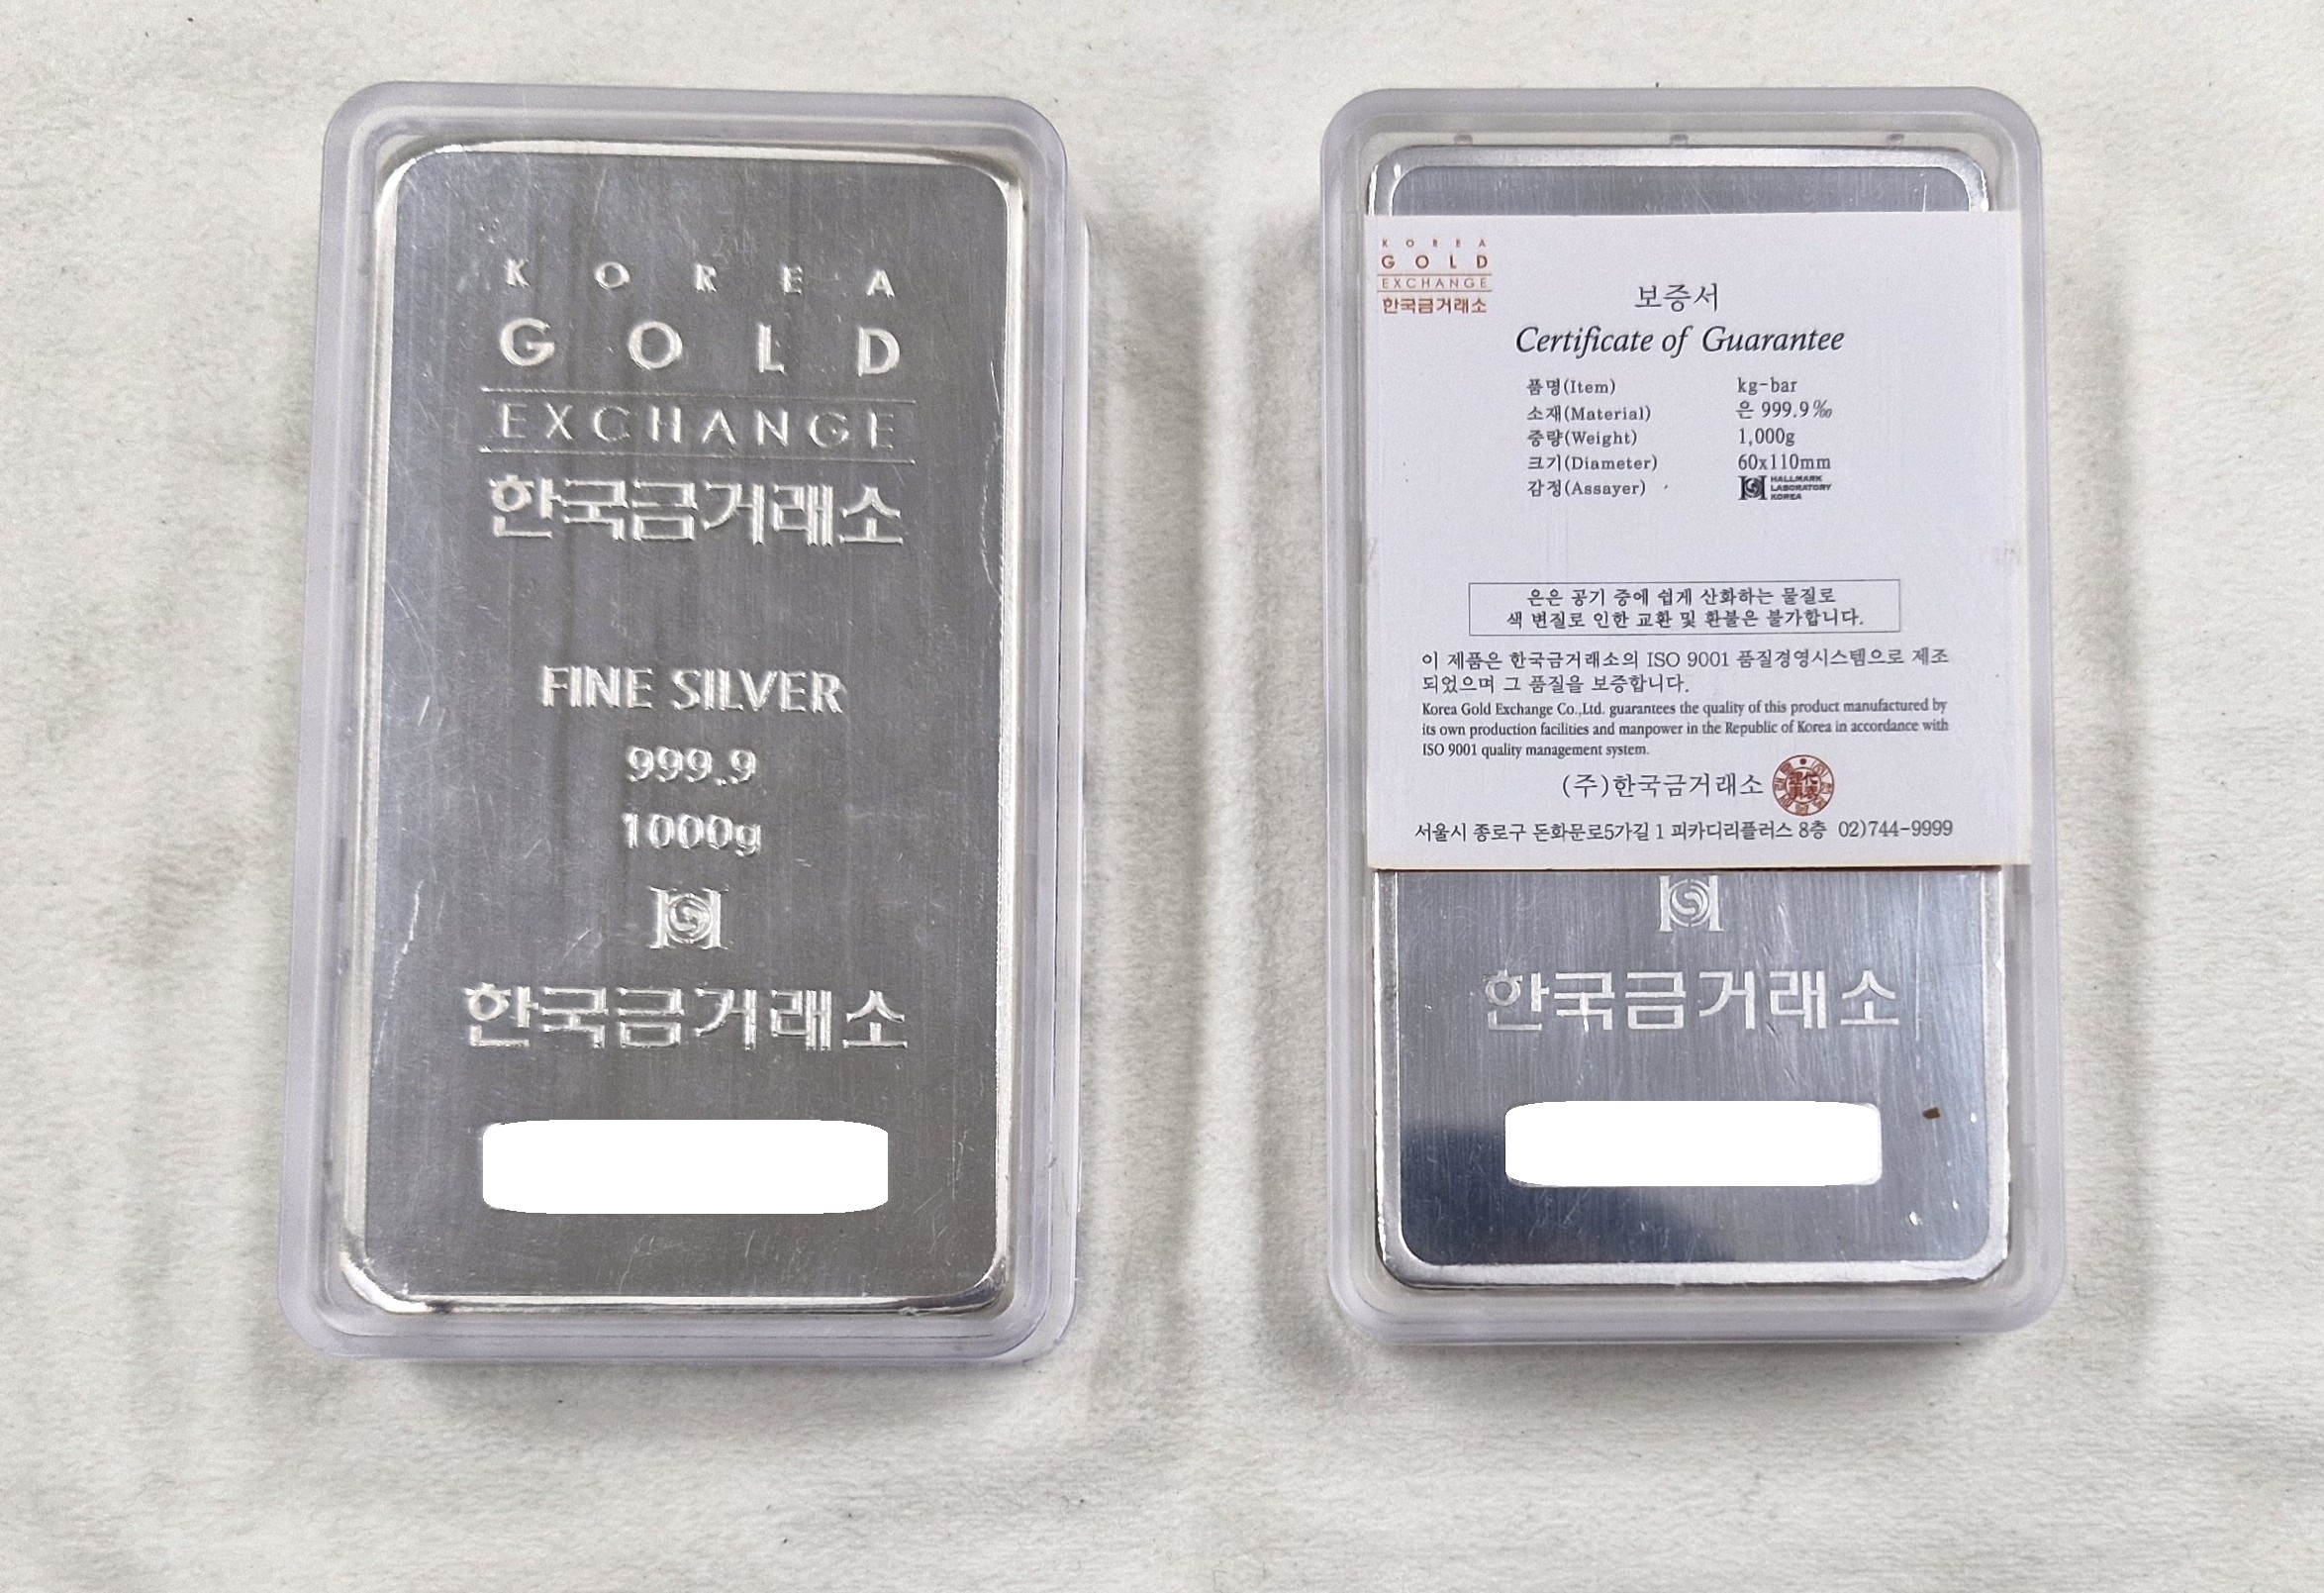 KOREA
GOLD
EXCHANGE
한국금거래소
FINE SILVER
999.9
1000g
한국금거래소
KOREA
GOLD
EXCHANGE
한국금거래소
보증서
Certificate of Guarantee
품명(Item) kg-bar
소재(Material) 은 999.9‰
중량(Weight) 1,000g
크기(Diameter) 60x110mm
감정(Assayer) HALLMARK
LABORATORY
KOREA
은은 공기 중에 쉽게 산화하는 물질로
색 변질로 인한 교환 및 환불은 불가합니다.
이 제품은 한국금거래소의 ISO 9001 품질경영시스템으로 제조
되었으며 그 품질을 보증합니다.
Korea Gold Exchange Co.,Ltd. guarantees the quality of this product manufactured by
its own production facilities and manpower in the Republic of Korea in accordance with
ISO 9001 quality management system.
(주)한국금거래소
서울시 종로구 돈화문로5가길 1 피카디리플러스 8층 02)744-9999
한국금거래소